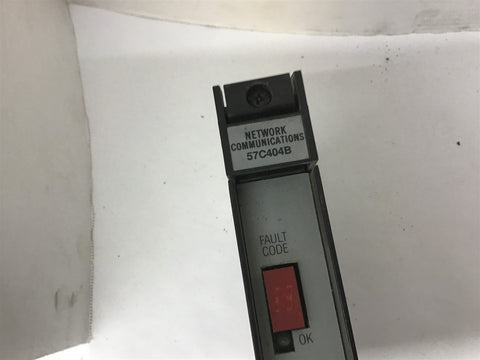 NETWORK
COMMUNICATIONS
57C404B
FAULT
CODE
OK